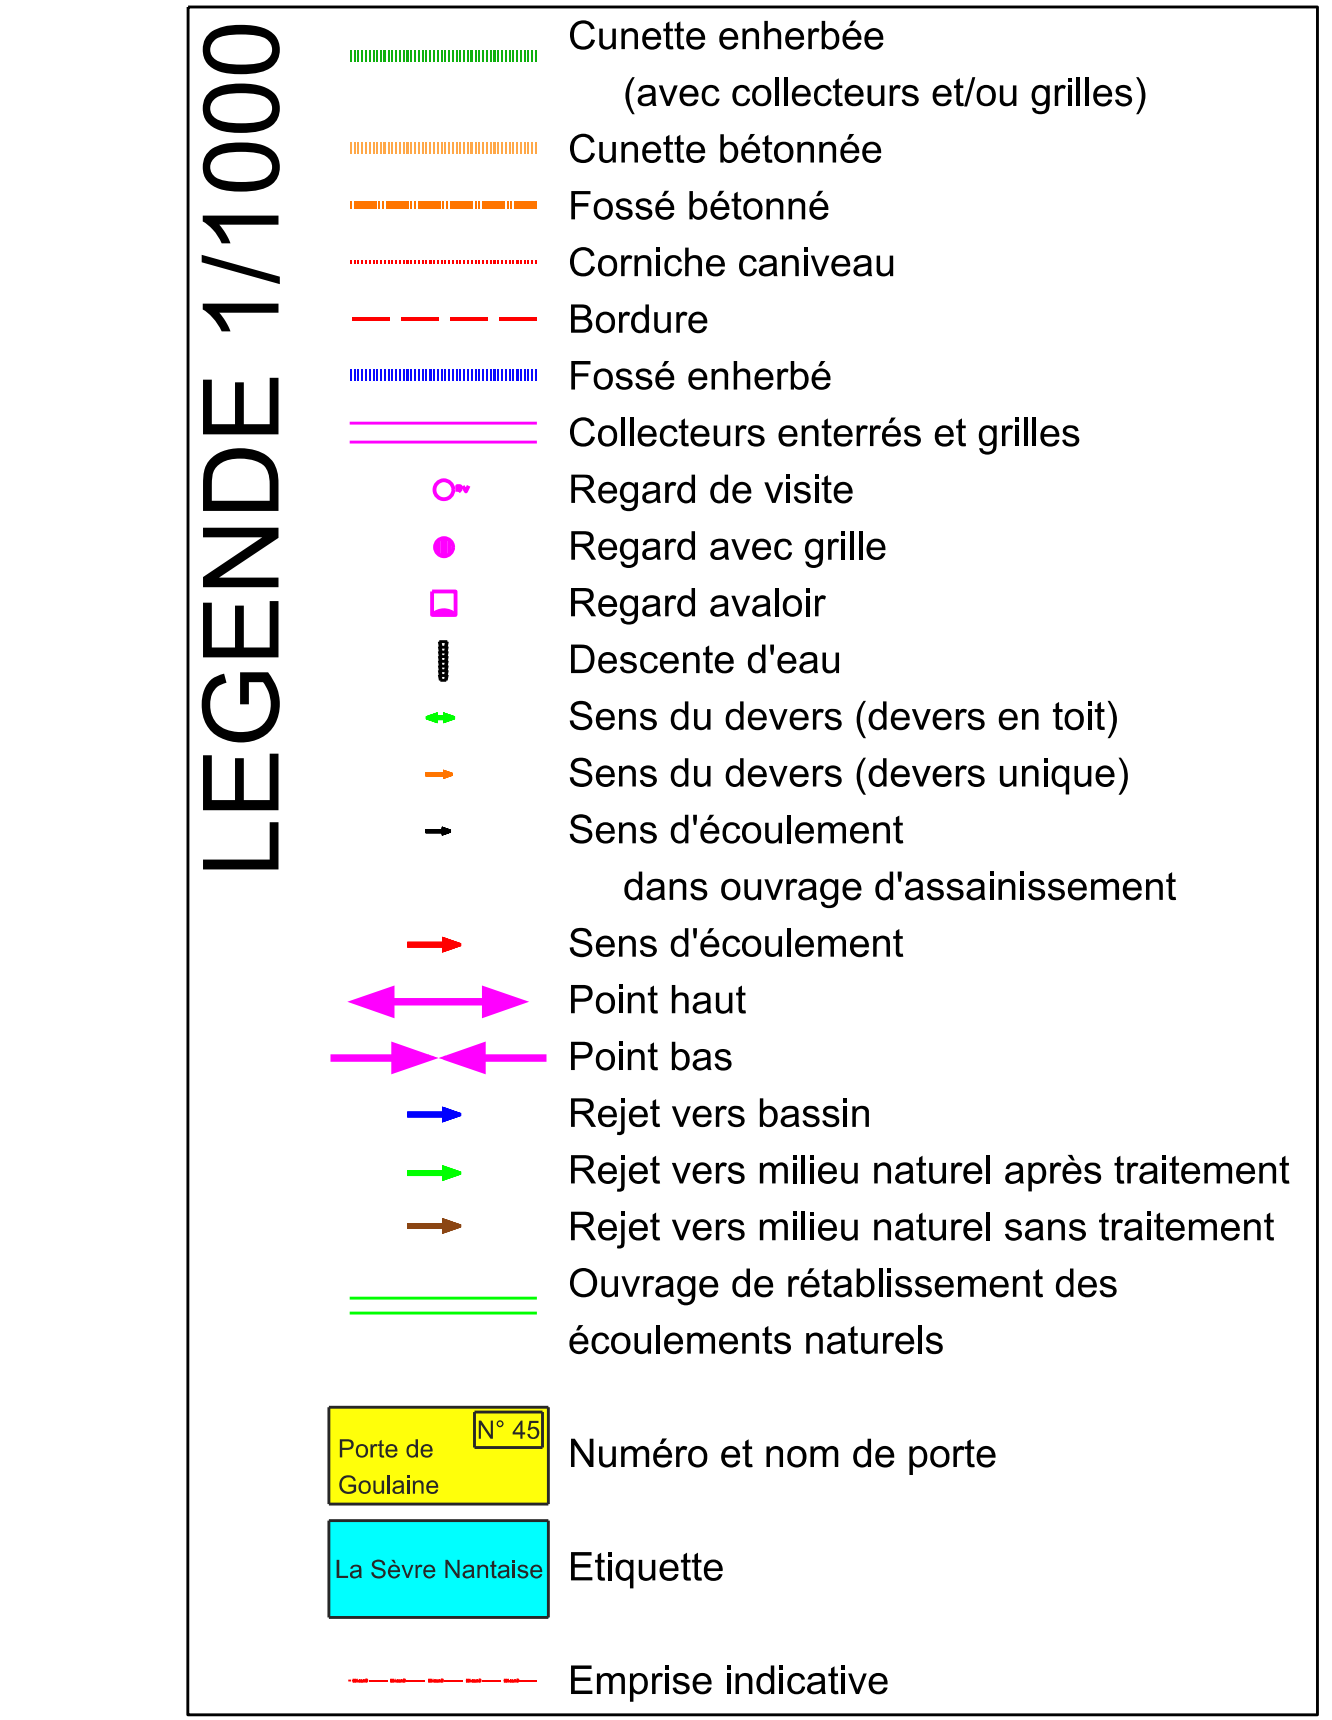 LEGENDE 1/1000
Cunette enherbée
(avec collecteurs et/ou grilles)
Cunette bétonnée
Fossé bétonné
Corniche caniveau
Bordure
Fossé enherbé
Collecteurs enterrés et grilles
Regard de visite
Regard avec grille
Regard avaloir
Descente d'eau
Sens du devers (devers en toit)
Sens du devers (devers unique)
Sens d'écoulement
dans ouvrage d'assainissement
Sens d'écoulement
Point haut
Point bas
Rejet vers bassin
Rejet vers milieu naturel après traitement
Rejet vers milieu naturel sans traitement
Ouvrage de rétablissement des
écoulements naturels
N° 45
Porte de
Goulaine
Numéro et nom de porte
La Sèvre Nantaise
Etiquette
Emprise indicative